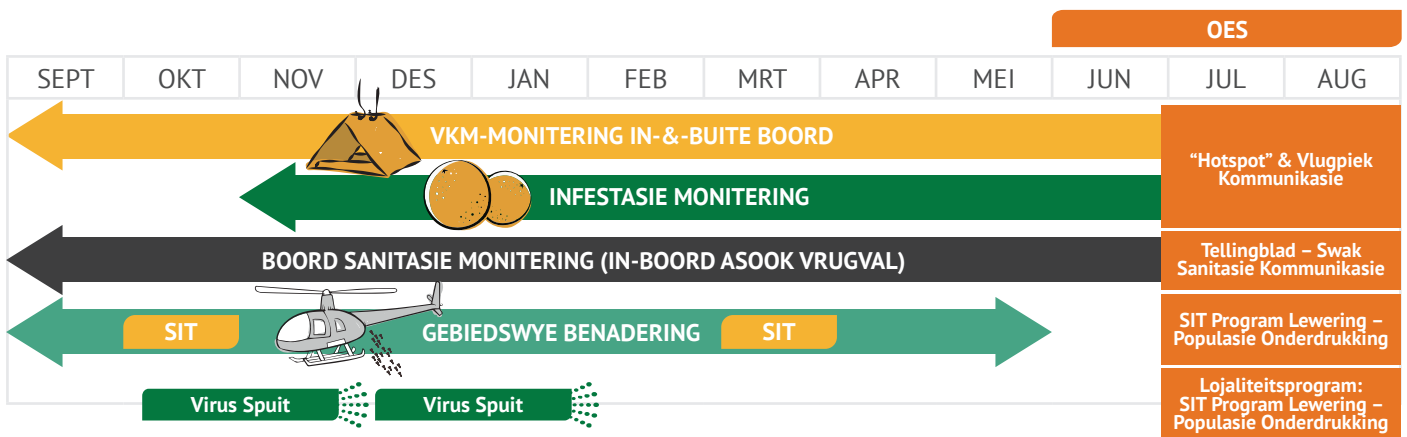 OES
SEPT OKT NOV DES JAN FEB MRT APR MEI JUN JUL AUG
VKM-MONITERING IN-&-BUITE BOORD
"Hotspot" & Vlugpiek
Kommunikasie
INFESTASIE MONITERING
BOORD SANITASIE MONITERING (IN-BOORD ASOOK VRUGVAL)
Tellingblad – Swak
Sanitasie Kommunikasie
SIT
GEBIEDSWYE BENADERING
SIT
SIT Program Lewering –
Populasie Onderdrukking
Virus Spuit
Virus Spuit
Lojaliteitsprogram:
SIT Program Lewering –
Populasie Onderdrukking